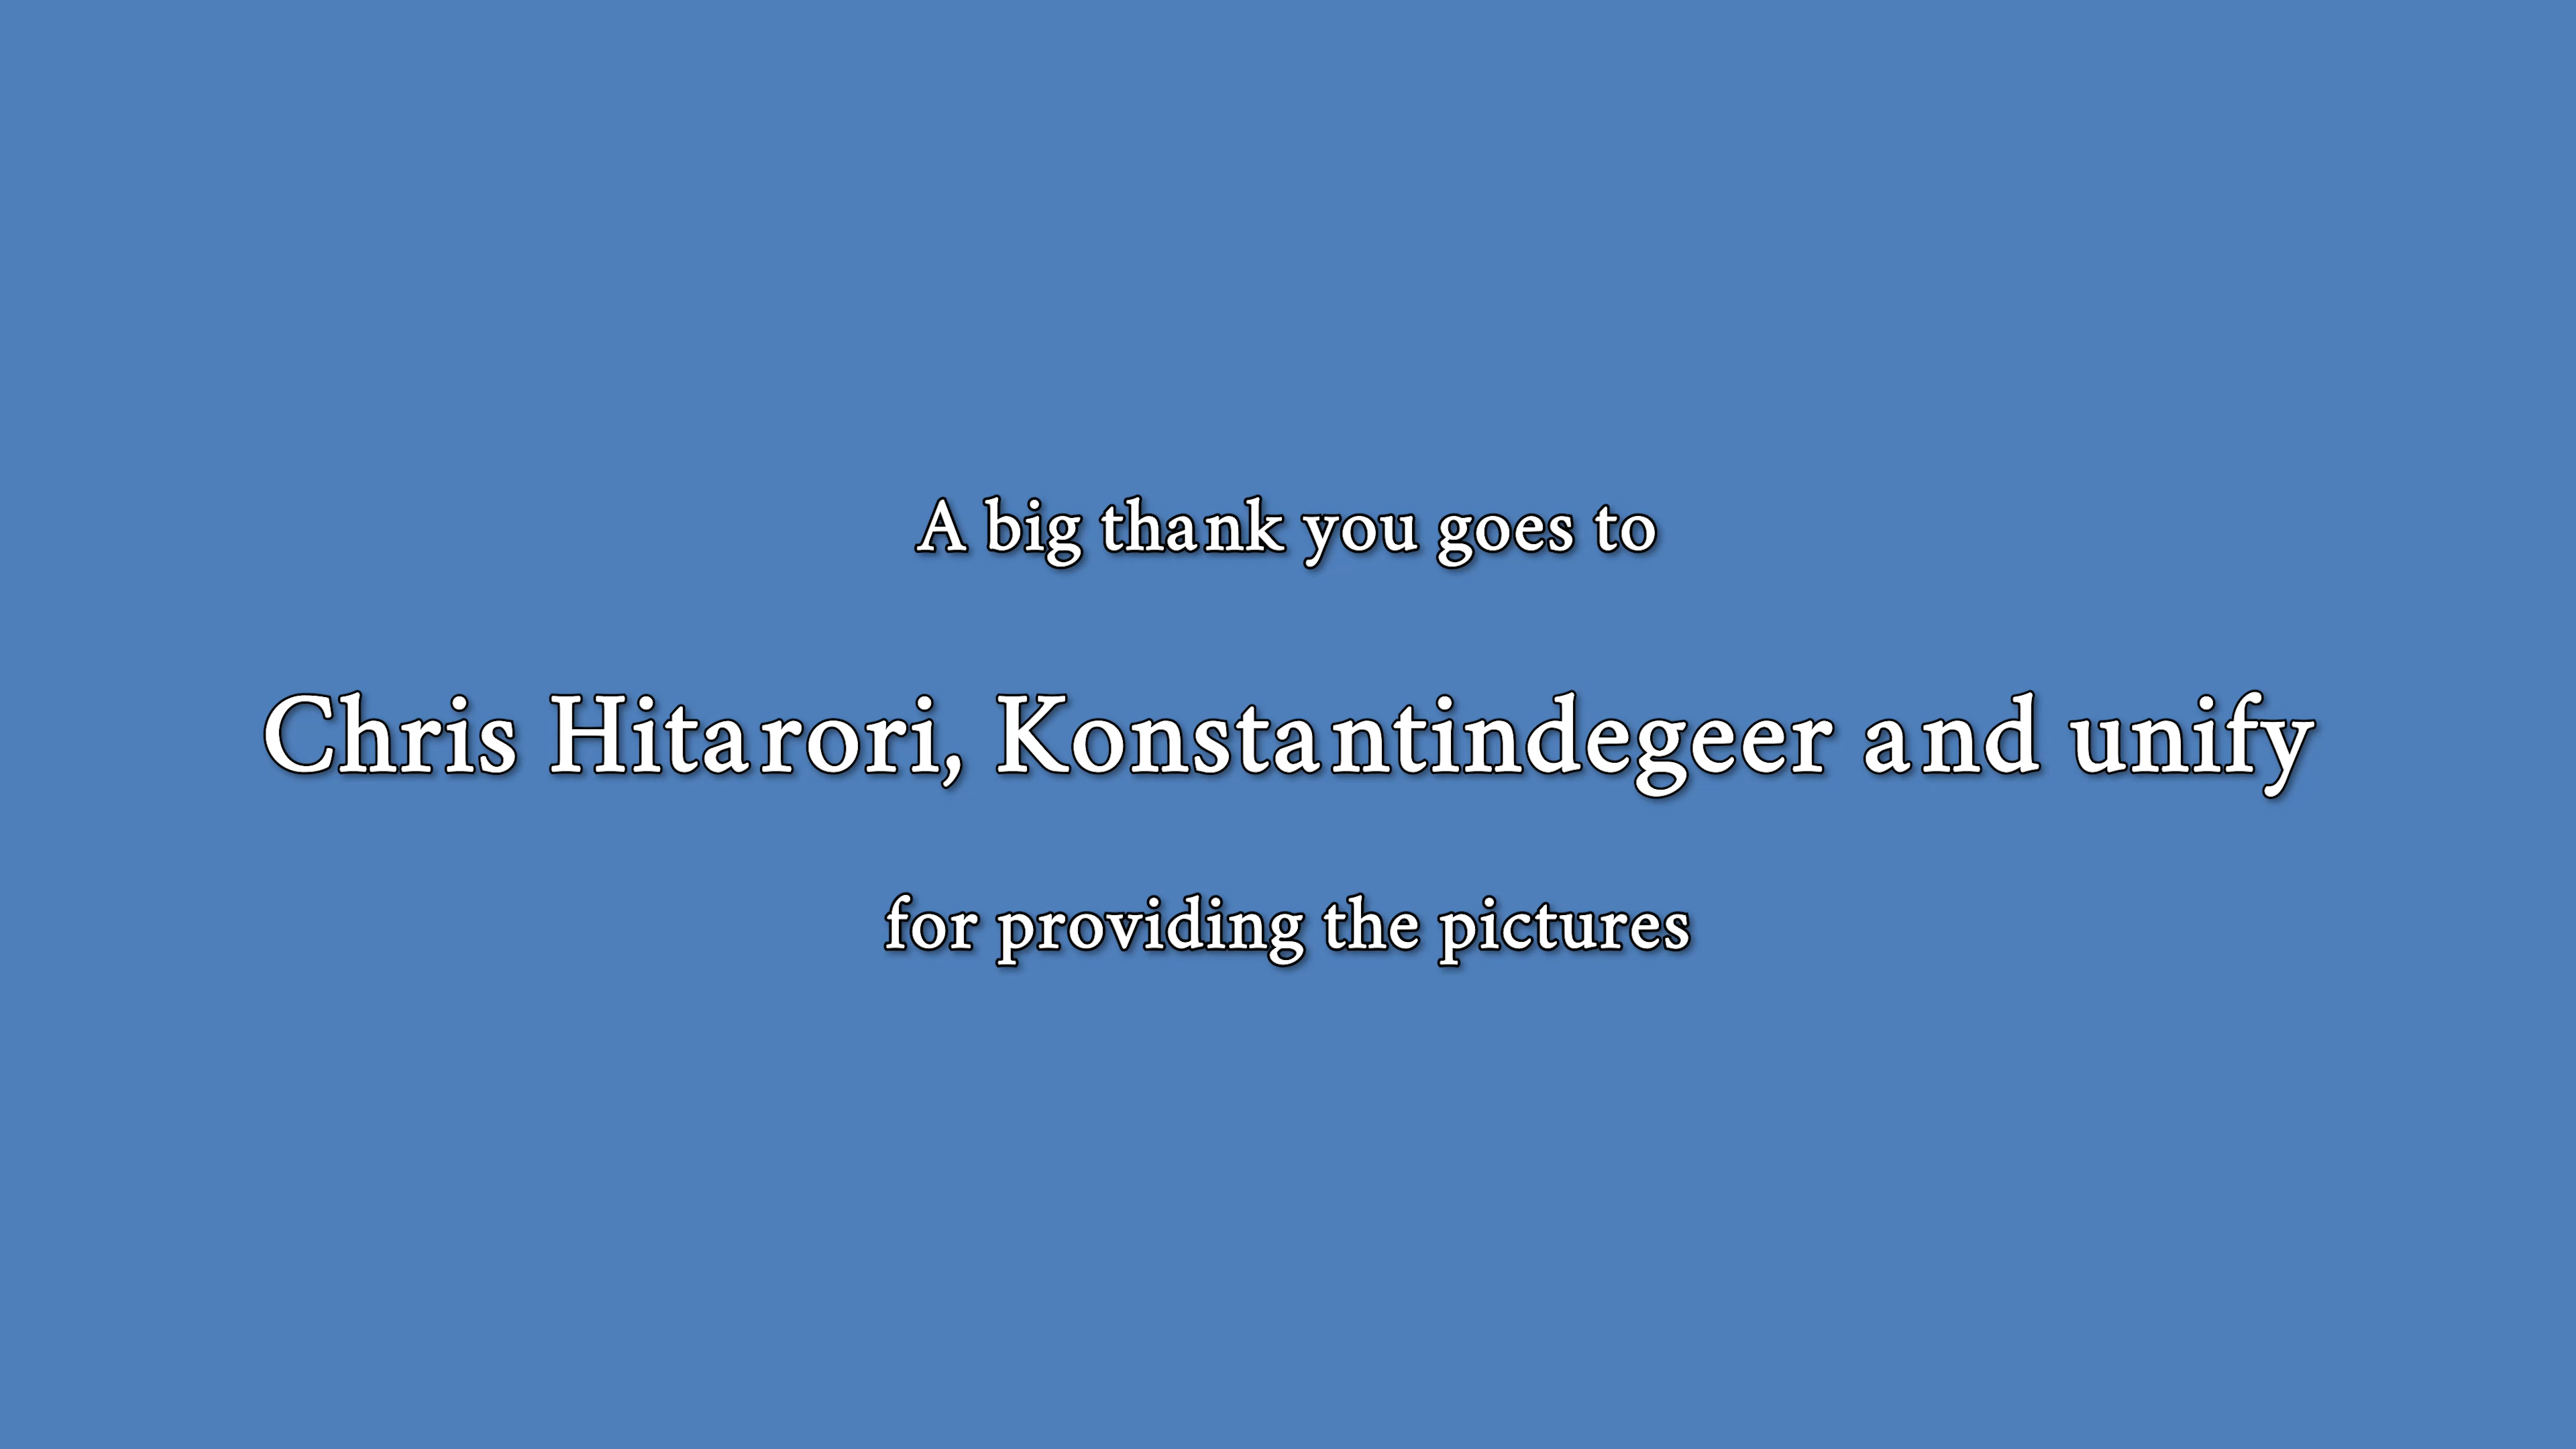 A big thank you goes to
Chris Hitarori, Konstantindegeer and unify
for providing the pictures